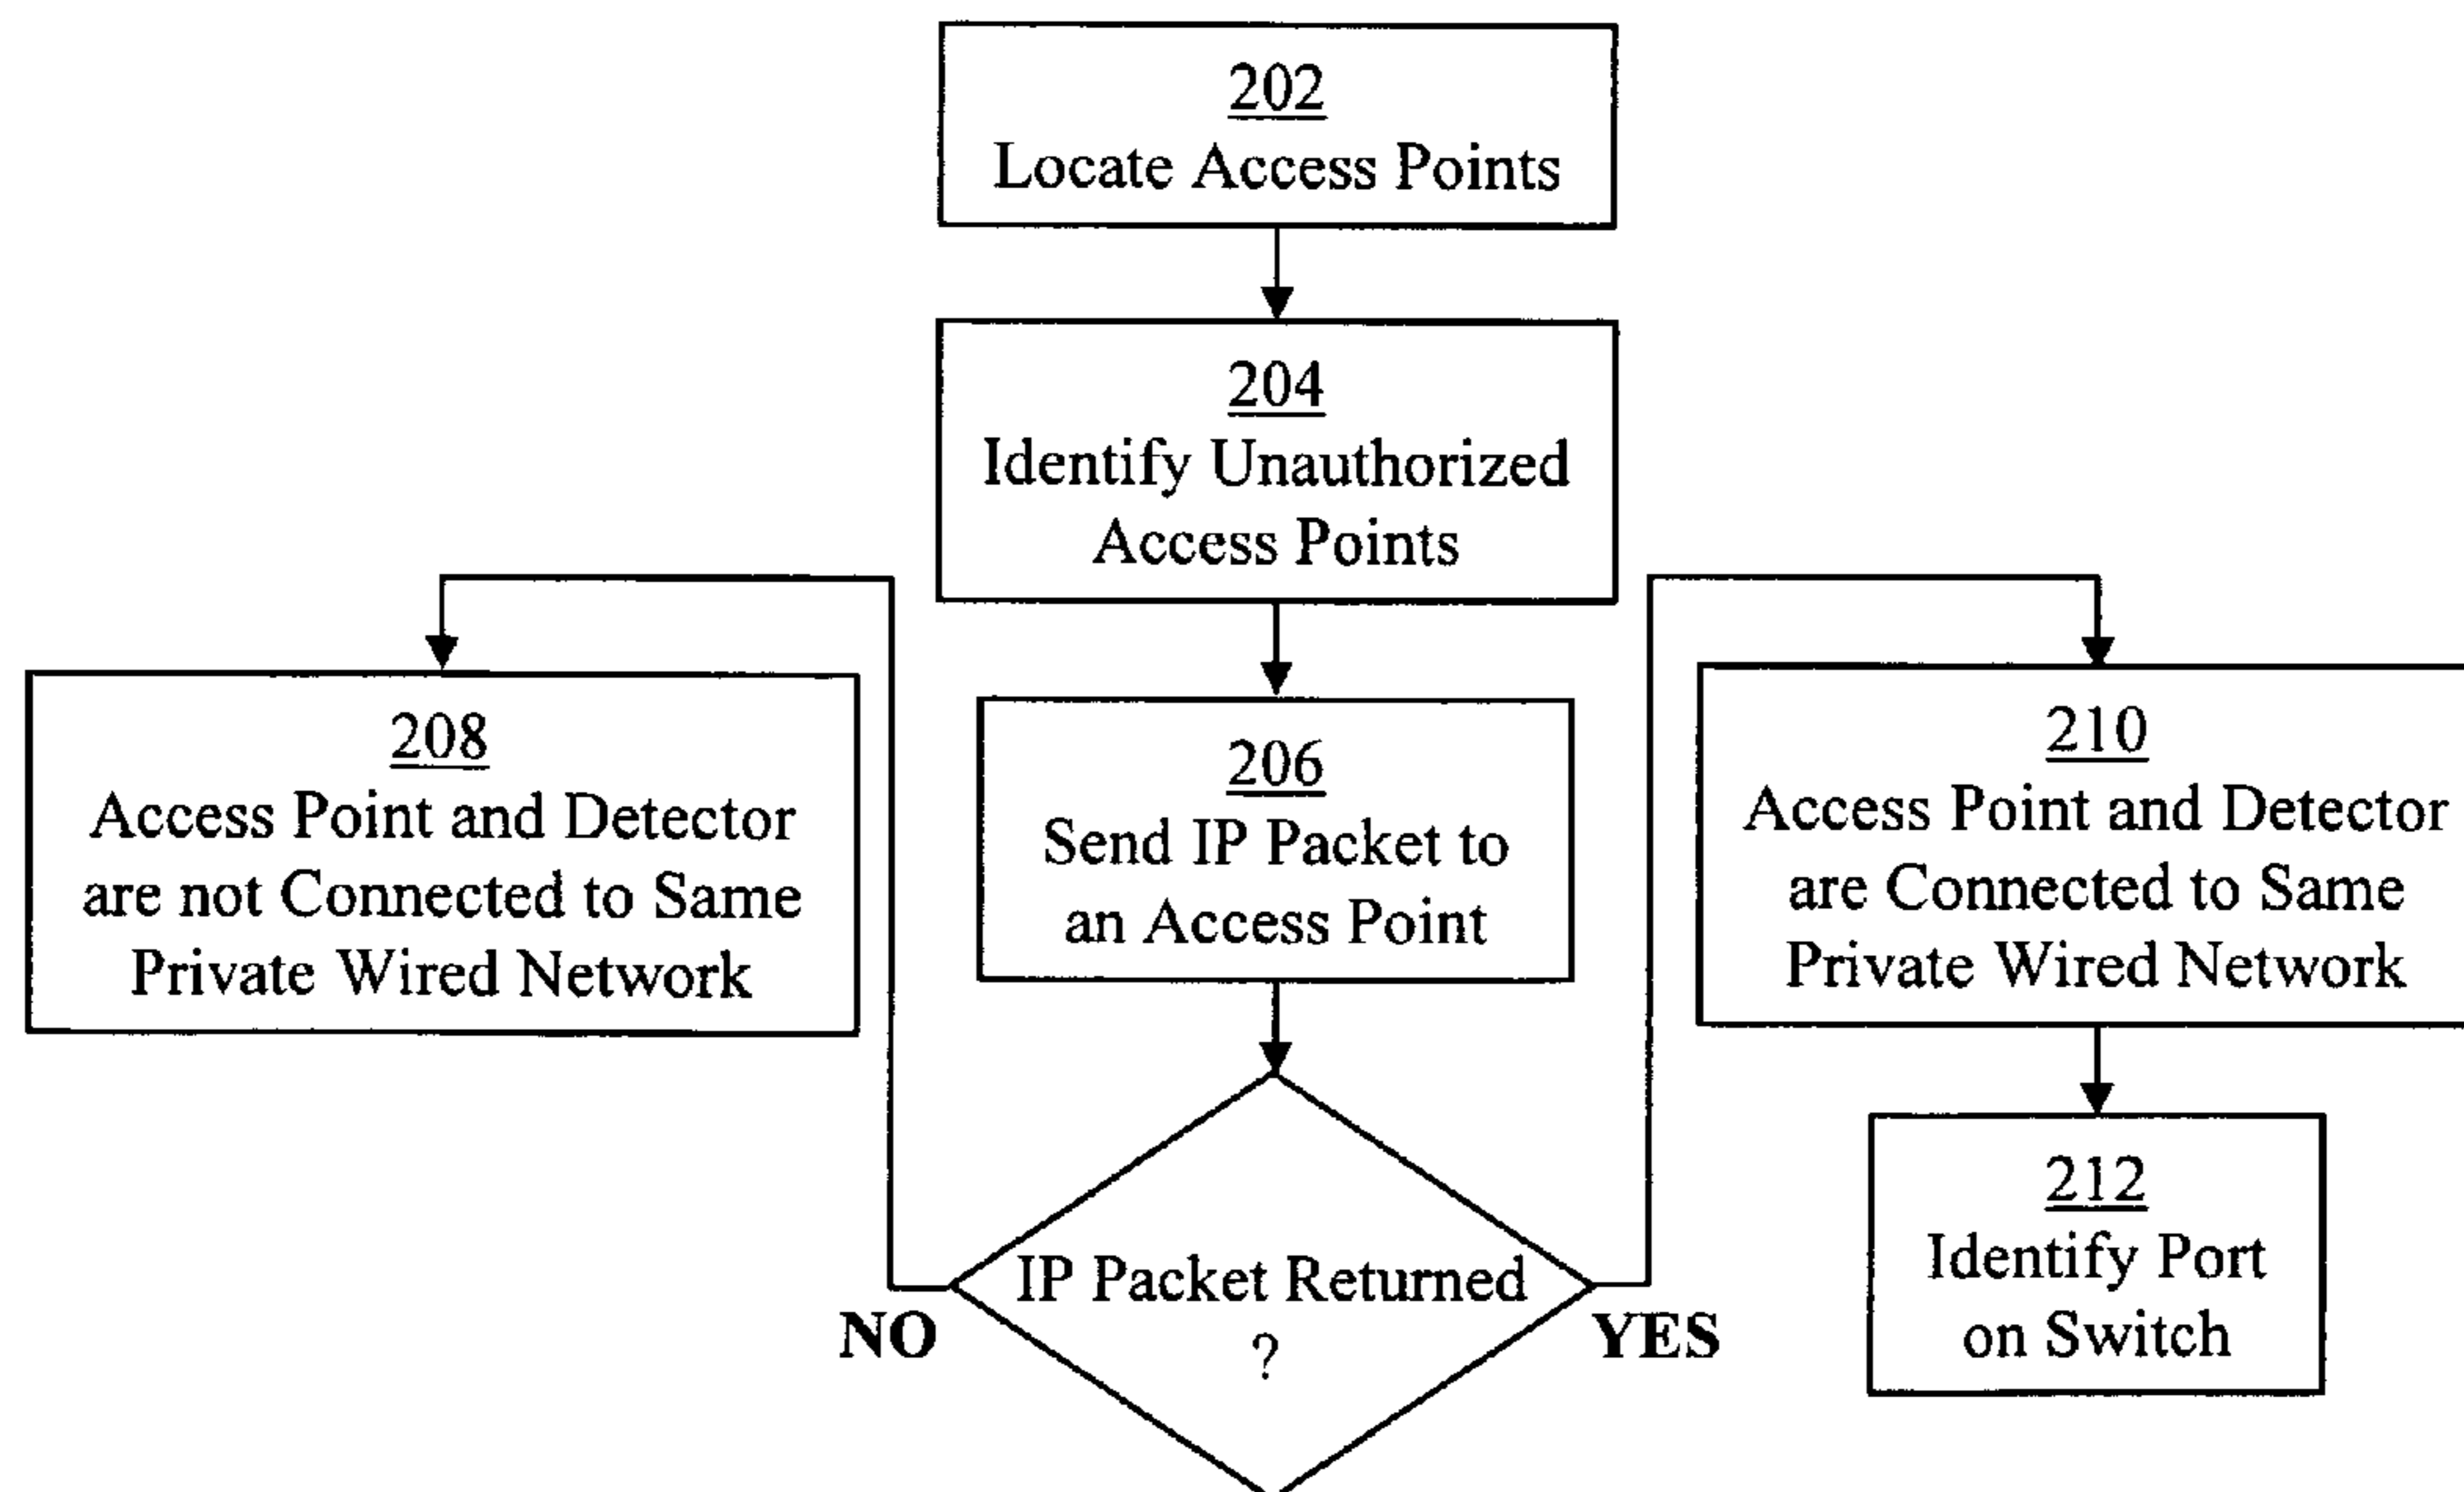 202
Locate Access Points
204
Identify Unauthorized
Access Points
206
Send IP Packet to
an Access Point
IP Packet Returned
?
NO
YES
208
Access Point and Detector
are not Connected to Same
Private Wired Network
210
Access Point and Detector
are Connected to Same
Private Wired Network
212
Identify Port
on Switch